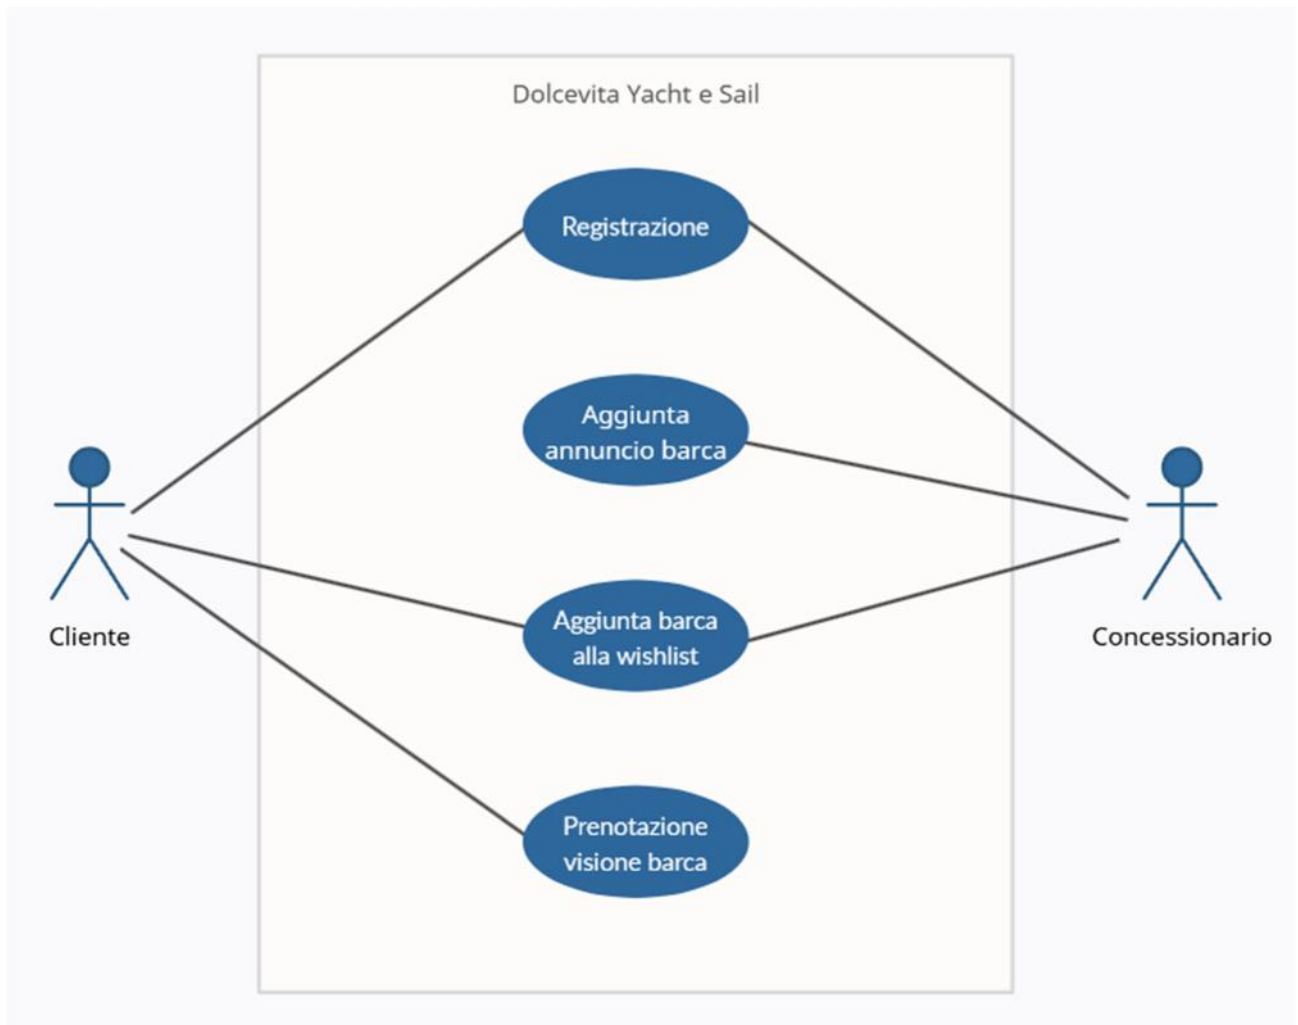 Dolcevita Yacht e Sail
Registrazione
Aggiunta
annuncio barca
Cliente
Concessionario
Aggiunta barca
alla wishlist
Prenotazione
visione barca